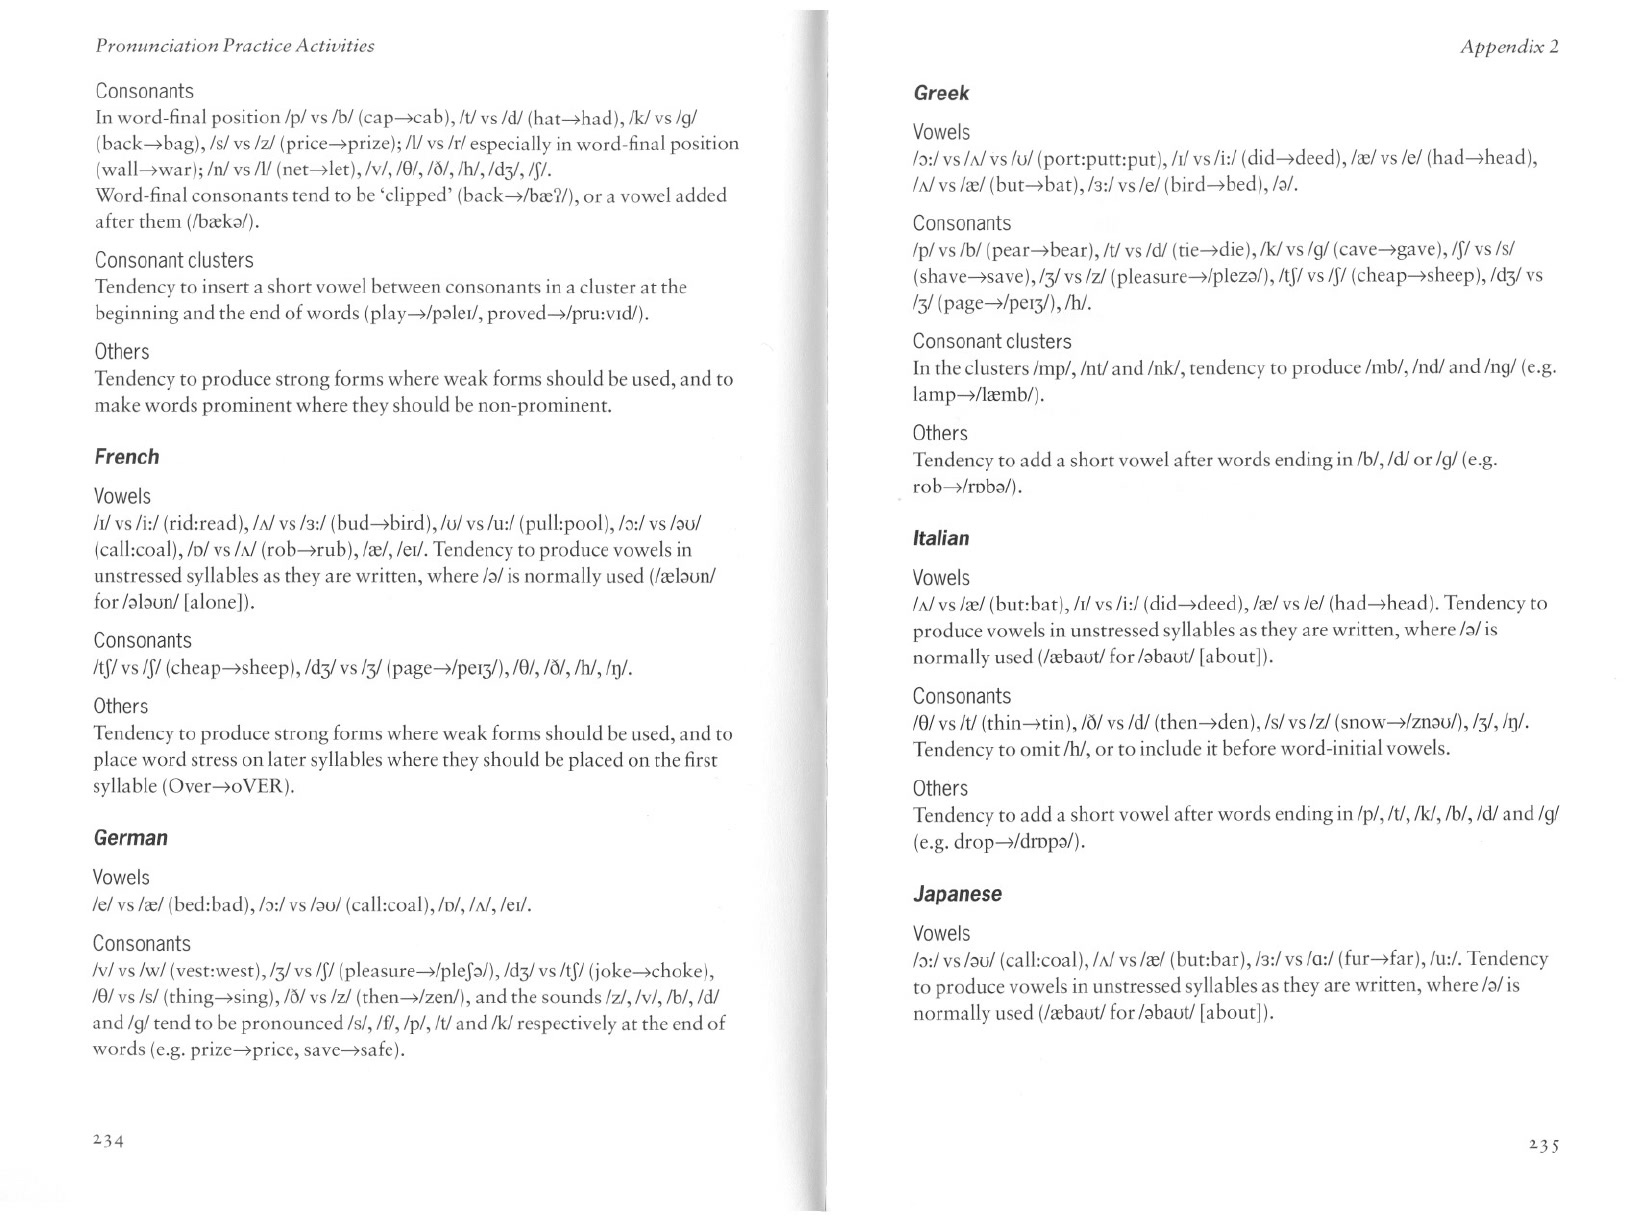 Pronunciation Practice Activities
Consonants
In word-final position /p/ vs /b/ (cap→cab), /t/ vs /d/ (hat→had), /k/ vs /g/
(back→bag), /s/ vs /z/ (price→prize); /l/ vs /r/ especially in word-final position
(wall→war); /n/ vs /l/ (net→let), /v/, /θ/, /ð/, /h/, /dʒ/, /ʃ/.
Word-final consonants tend to be ‘clipped’ (back→/bæʔ/), or a vowel added
after them (/bækə/).
Consonant clusters
Tendency to insert a short vowel between consonants in a cluster at the
beginning and the end of words (play→/pəleɪ/, proved→/pru:vɪd/).
Others
Tendency to produce strong forms where weak forms should be used, and to
make words prominent where they should be non-prominent.
French
Vowels
/ɪ/ vs /i:/ (rid:read), /ʌ/ vs /ɜ:/ (bud→bird), /ʊ/ vs /u:/ (pull:pool), /ɔ:/ vs /əʊ/
(call:coal), /ɒ/ vs /ʌ/ (rob→rub), /æ/, /eɪ/. Tendency to produce vowels in
unstressed syllables as they are written, where /ə/ is normally used (/æləʊn/
for /ələʊn/ [alone]).
Consonants
/tʃ/ vs /ʃ/ (cheap→sheep), /dʒ/ vs /ʒ/ (page→/peɪʒ/), /θ/, /ð/, /h/, /ŋ/.
Others
Tendency to produce strong forms where weak forms should be used, and to
place word stress on later syllables where they should be placed on the first
syllable (Over→oVER).
German
Vowels
/e/ vs /æ/ (bed:bad), /ɔ:/ vs /əʊ/ (call:coal), /ɒ/, /ʌ/, /eɪ/.
Consonants
/v/ vs /w/ (vest:west), /ʒ/ vs /ʃ/ (pleasure→/pleʃə/), /dʒ/ vs /tʃ/ (joke→choke),
/θ/ vs /s/ (thing→sing), /ð/ vs /z/ (then→/zen/), and the sounds /z/, /v/, /b/, /d/
and /g/ tend to be pronounced /s/, /f/, /p/, /t/ and /k/ respectively at the end of
words (e.g. prize→price, save→safe).
234
Appendix 2
Greek
Vowels
/ɔ:/ vs /ʌ/ vs /ʊ/ (port:putt:put), /ɪ/ vs /i:/ (did→deed), /æ/ vs /e/ (had→head),
/ʌ/ vs /æ/ (but→bat), /ɜ:/ vs /e/ (bird→bed), /ə/.
Consonants
/p/ vs /b/ (pear→bear), /t/ vs /d/ (tie→die), /k/ vs /g/ (cave→gave), /ʃ/ vs /s/
(shave→save), /ʒ/ vs /z/ (pleasure→/plezə/), /tʃ/ vs /ʃ/ (cheap→sheep), /dʒ/ vs
/ʒ/ (page→/peɪʒ/), /h/.
Consonant clusters
In the clusters /mp/, /nt/ and /nk/, tendency to produce /mb/, /nd/ and /ng/ (e.g.
lamp→/læmb/).
Others
Tendency to add a short vowel after words ending in /b/, /d/ or /g/ (e.g.
rob→/rɒbə/).
Italian
Vowels
/ʌ/ vs /æ/ (but:bat), /ɪ/ vs /i:/ (did→deed), /æ/ vs /e/ (had→head). Tendency to
produce vowels in unstressed syllables as they are written, where /ə/ is
normally used (/æbaʊt/ for /əbaʊt/ [about]).
Consonants
/θ/ vs /t/ (thin→tin), /ð/ vs /d/ (then→den), /s/ vs /z/ (snow→/znəʊ/), /ʒ/, /ŋ/.
Tendency to omit /h/, or to include it before word-initial vowels.
Others
Tendency to add a short vowel after words ending in /p/, /t/, /k/, /b/, /d/ and /g/
(e.g. drop→/drɒpə/).
Japanese
Vowels
/ɔ:/ vs /əʊ/ (call:coal), /ʌ/ vs /æ/ (but:bar), /ɜ:/ vs /ɑ:/ (fur→far), /u:/. Tendency
to produce vowels in unstressed syllables as they are written, where /ə/ is
normally used (/æbaʊt/ for /əbaʊt/ [about]).
235